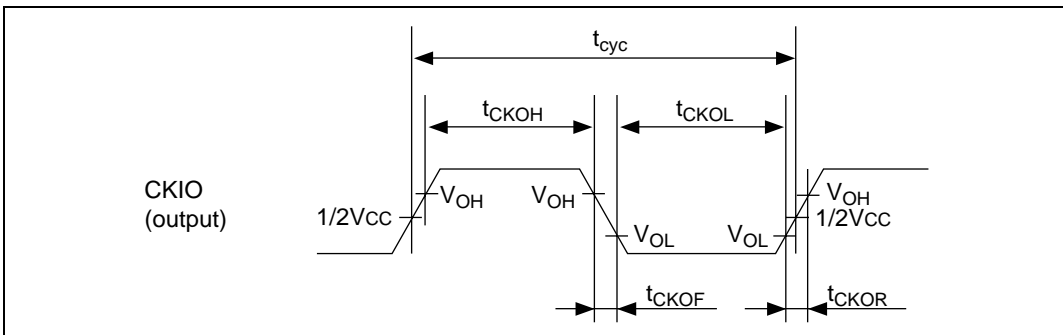 tcyc
tCKOH tCKOL
CKIO
(output)
1/2VCC VOH VOH VOL VOL VOH 1/2VCC
tCKOF tCKOR